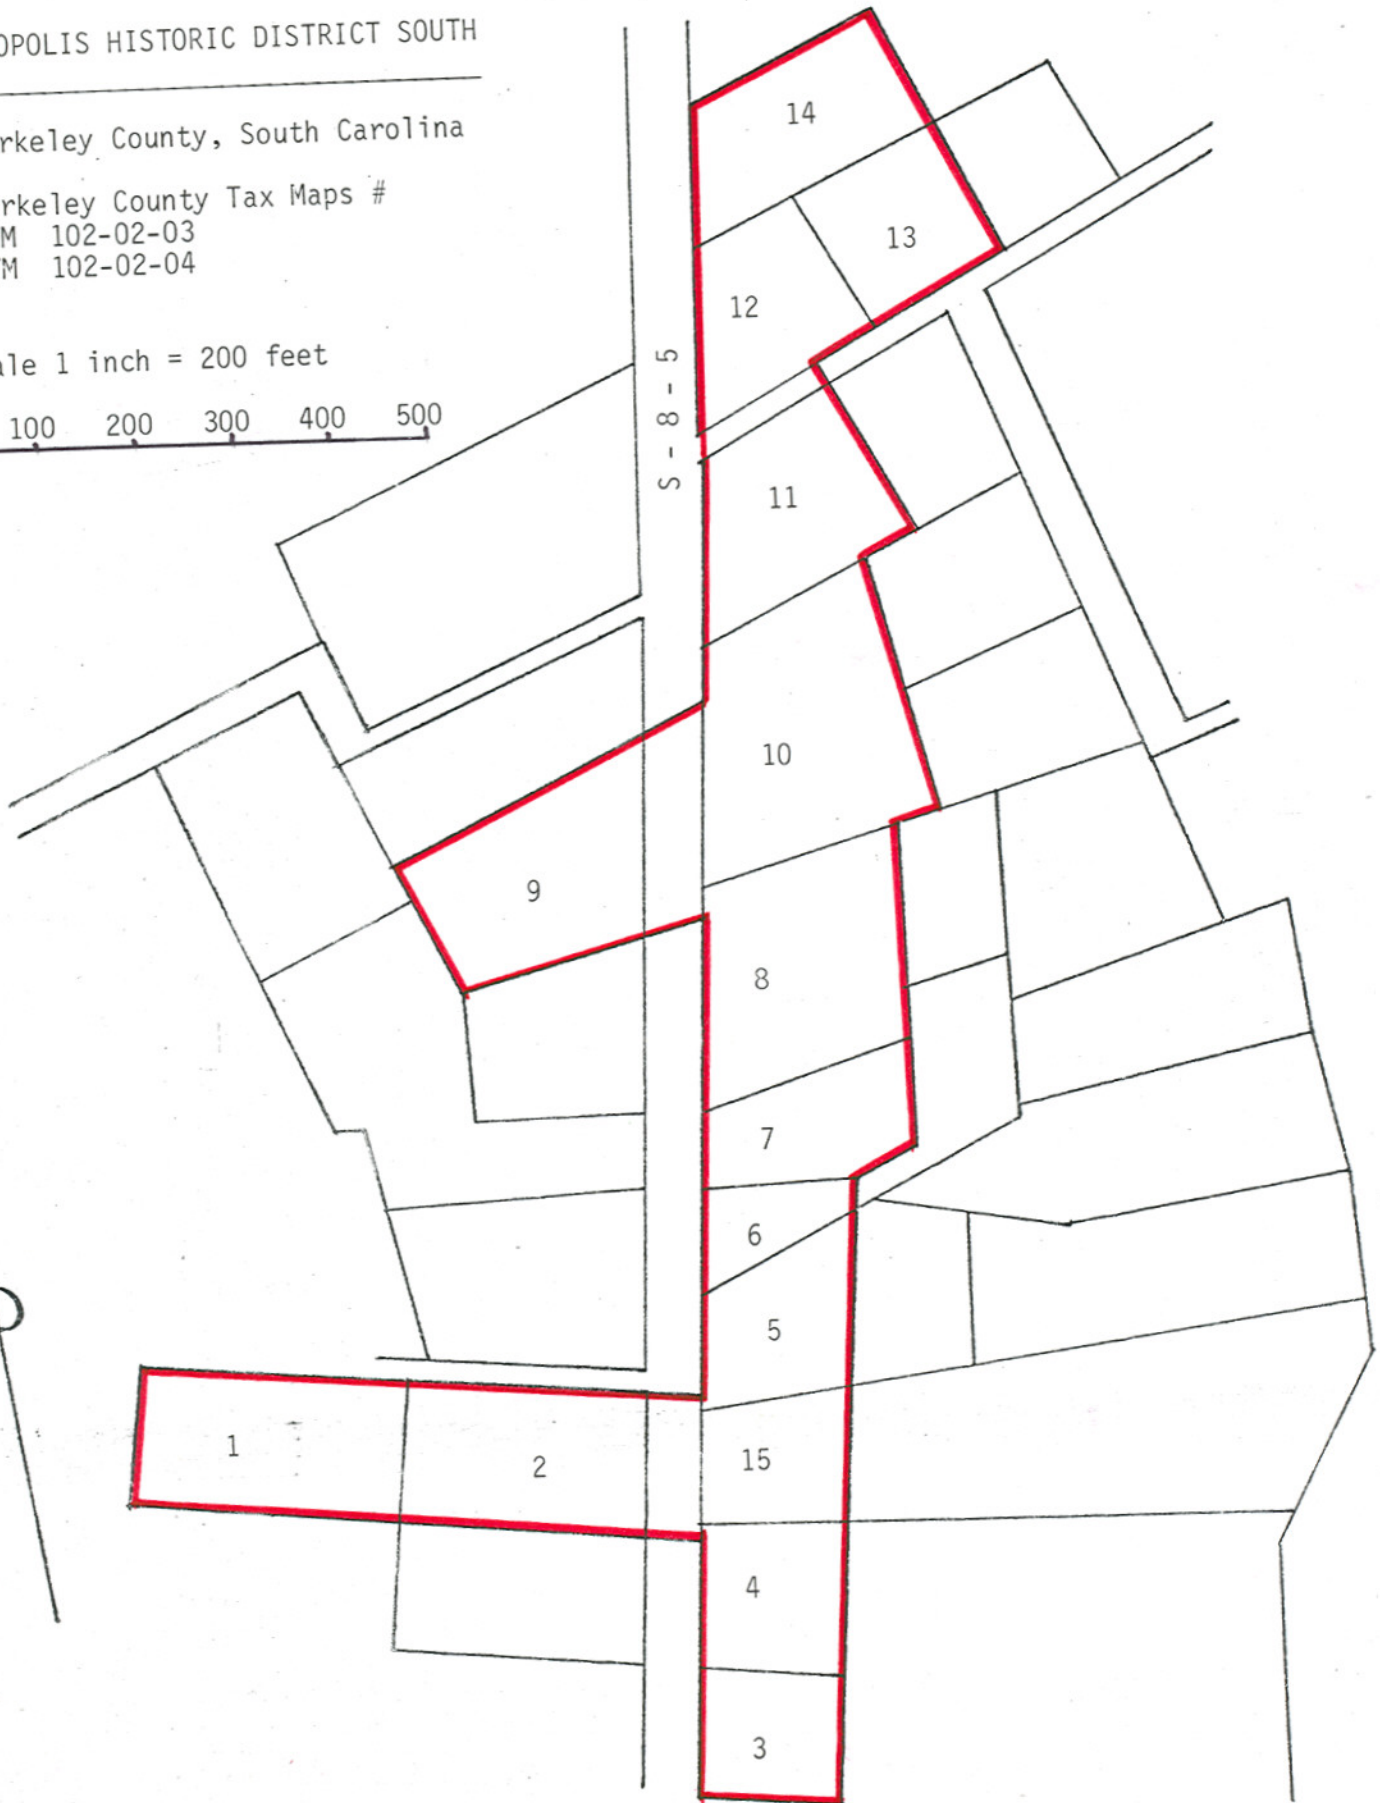 OPOLIS HISTORIC DISTRICT SOUTH
rkeley County, South Carolina
rkeley County Tax Maps #
M 102-02-03
M 102-02-04
ale 1 inch = 200 feet
100 200 300 400 500
S-8-5
14
13
12
11
10
9
8
7
6
5
1
2
15
4
3